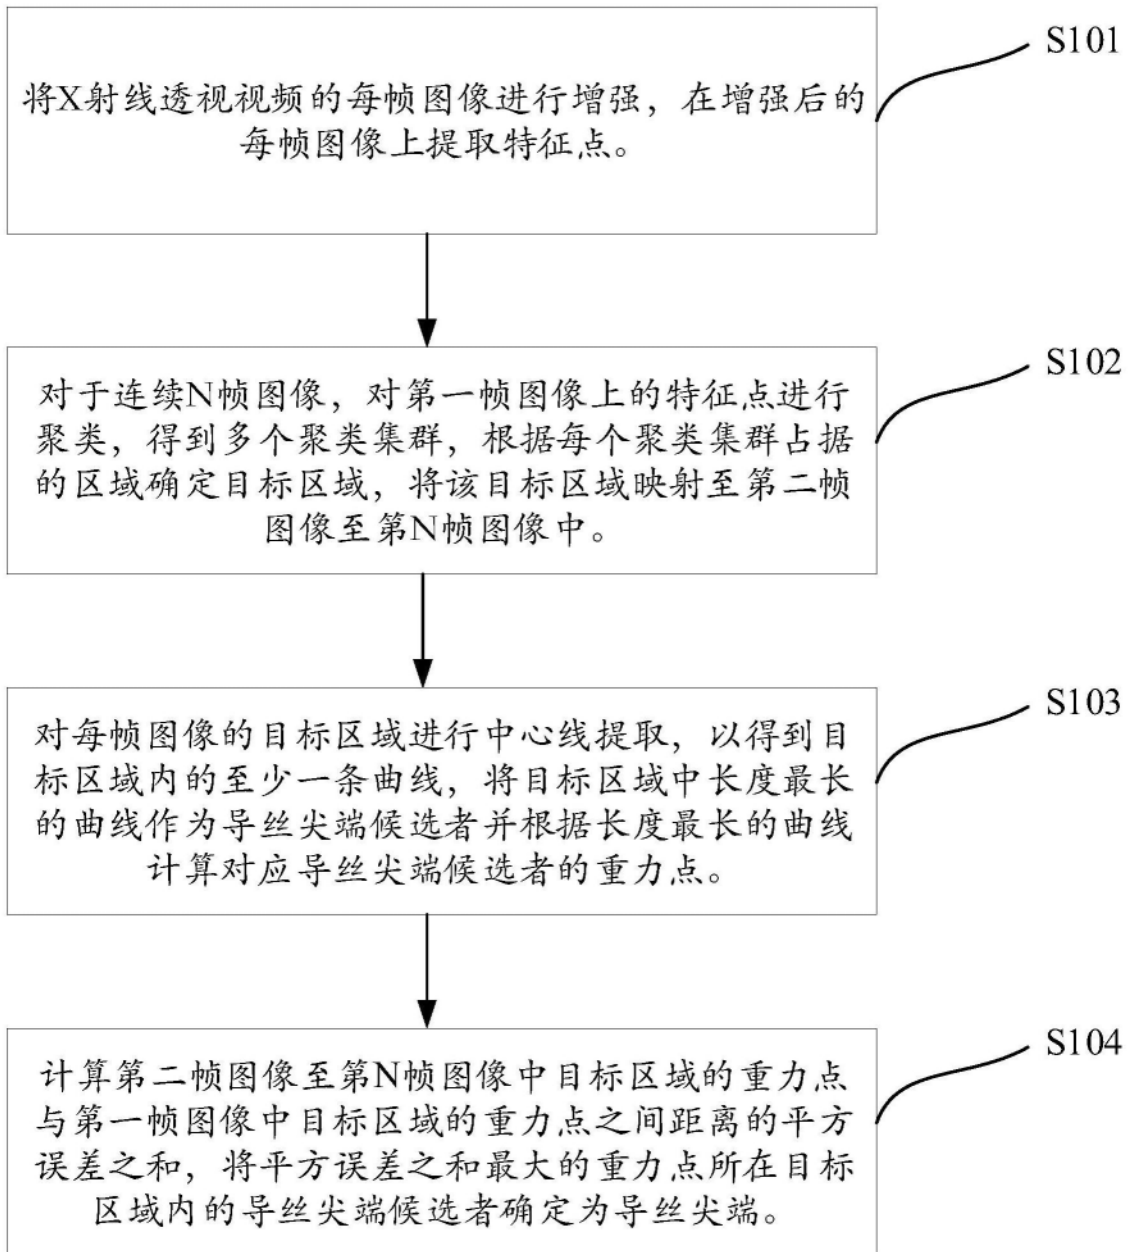 S101
将X射线透视视频的每帧图像进行增强，在增强后的
每帧图像上提取特征点。
S102
对于连续N帧图像，对第一帧图像上的特征点进行
聚类，得到多个聚类集群，根据每个聚类集群占据
的区域确定目标区域，将该目标区域映射至第二帧
图像至第N帧图像中。
S103
对每帧图像的目标区域进行中心线提取，以得到目
标区域内的至少一条曲线，将目标区域中长度最长
的曲线作为导丝尖端候选者并根据长度最长的曲线
计算对应导丝尖端候选者的重力点。
S104
计算第二帧图像至第N帧图像中目标区域的重力点
与第一帧图像中目标区域的重力点之间距离的平方
误差之和，将平方误差之和最大的重力点所在目标
区域内的导丝尖端候选者确定为导丝尖端。